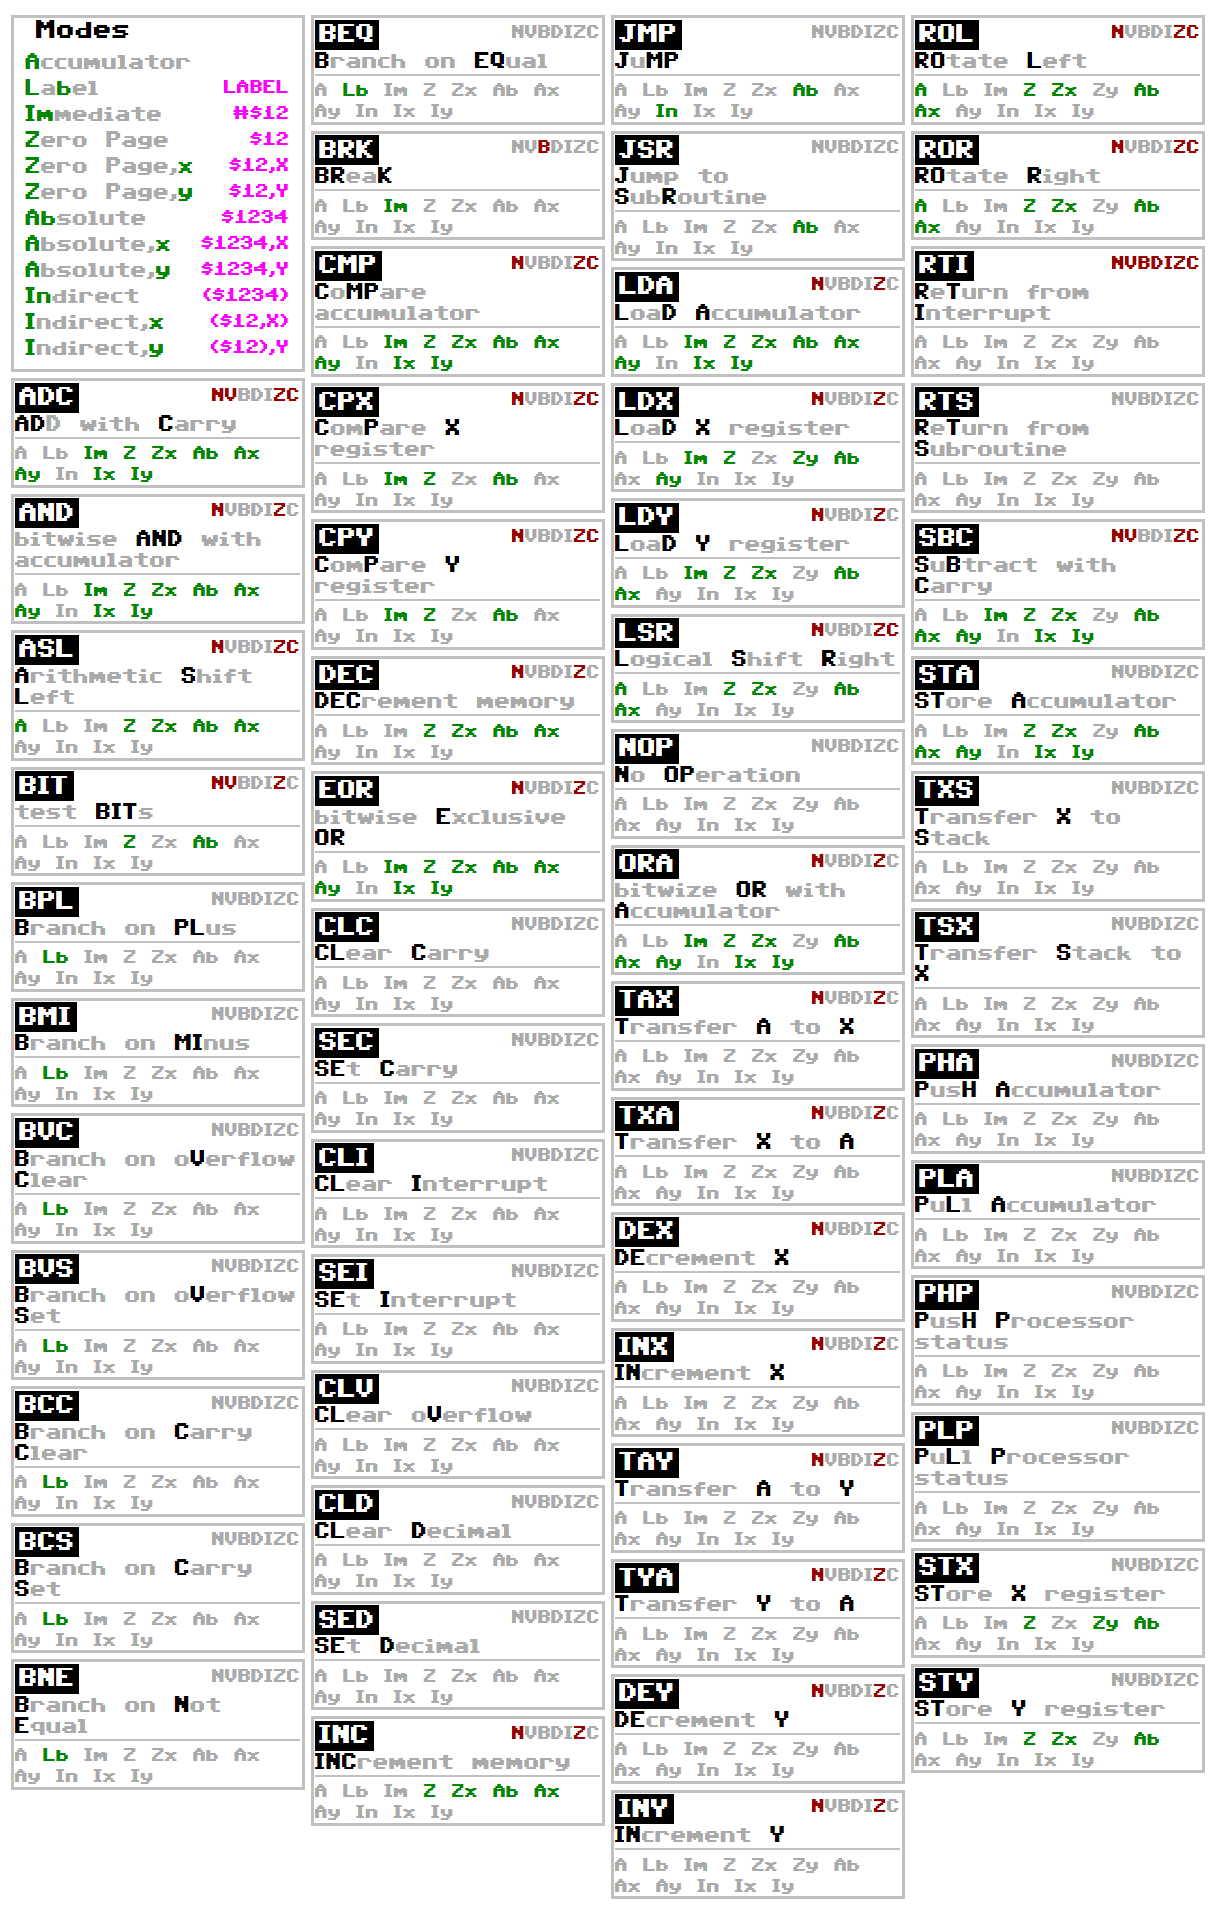 Modes
Accumulator
Label LABEL
Immediate #$12
Zero Page $12
Zero Page,x $12,X
Zero Page,y $12,Y
Absolute $1234
Absolute,x $1234,X
Absolute,y $1234,Y
Indirect ($1234)
Indirect,x ($12,X)
Indirect,y ($12),Y
ADC NVBDIZC
ADD with Carry
A Lb Im Z Zx Ab Ax
Ay In Ix Iy
AND NVBDIZC
bitwise AND with
accumulator
A Lb Im Z Zx Ab Ax
Ay In Ix Iy
ASL NVBDIZC
Arithmetic Shift
Left
A Lb Im Z Zx Ab Ax
Ay In Ix Iy
BIT NVBDIZC
test BITs
A Lb Im Z Zx Ab Ax
Ay In Ix Iy
BPL NVBDIZC
Branch on PLus
A Lb Im Z Zx Ab Ax
Ay In Ix Iy
BMI NVBDIZC
Branch on MInus
A Lb Im Z Zx Ab Ax
Ay In Ix Iy
BVC NVBDIZC
Branch on oVerflow
Clear
A Lb Im Z Zx Ab Ax
Ay In Ix Iy
BVS NVBDIZC
Branch on oVerflow
Set
A Lb Im Z Zx Ab Ax
Ay In Ix Iy
BCC NVBDIZC
Branch on Carry
Clear
A Lb Im Z Zx Ab Ax
Ay In Ix Iy
BCS NVBDIZC
Branch on Carry
Set
A Lb Im Z Zx Ab Ax
Ay In Ix Iy
BNE NVBDIZC
Branch on Not
Equal
A Lb Im Z Zx Ab Ax
Ay In Ix Iy
BEQ NVBDIZC
Branch on EQual
A Lb Im Z Zx Ab Ax
Ay In Ix Iy
BRK NVBDIZC
BReaK
A Lb Im Z Zx Ab Ax
Ay In Ix Iy
CMP NVBDIZC
CoMPare
accumulator
A Lb Im Z Zx Ab Ax
Ay In Ix Iy
CPX NVBDIZC
ComPare X
register
A Lb Im Z Zx Ab Ax
Ay In Ix Iy
CPY NVBDIZC
ComPare Y
register
A Lb Im Z Zx Ab Ax
Ay In Ix Iy
DEC NVBDIZC
DECrement memory
A Lb Im Z Zx Ab Ax
Ay In Ix Iy
EOR NVBDIZC
bitwise Exclusive
OR
A Lb Im Z Zx Ab Ax
Ay In Ix Iy
CLC NVBDIZC
CLear Carry
A Lb Im Z Zx Ab Ax
Ay In Ix Iy
SEC NVBDIZC
SEt Carry
A Lb Im Z Zx Ab Ax
Ay In Ix Iy
CLI NVBDIZC
CLear Interrupt
A Lb Im Z Zx Ab Ax
Ay In Ix Iy
SEI NVBDIZC
SEt Interrupt
A Lb Im Z Zx Ab Ax
Ay In Ix Iy
CLV NVBDIZC
CLear oVerflow
A Lb Im Z Zx Ab Ax
Ay In Ix Iy
CLD NVBDIZC
CLear Decimal
A Lb Im Z Zx Ab Ax
Ay In Ix Iy
SED NVBDIZC
SEt Decimal
A Lb Im Z Zx Ab Ax
Ay In Ix Iy
INC NVBDIZC
INCrement memory
A Lb Im Z Zx Ab Ax
Ay In Ix Iy
JMP NVBDIZC
JuMP
A Lb Im Z Zx Ab Ax
Ay In Ix Iy
JSR NVBDIZC
Jump to
SubRoutine
A Lb Im Z Zx Ab Ax
Ay In Ix Iy
LDA NVBDIZC
LoaD Accumulator
A Lb Im Z Zx Ab Ax
Ay In Ix Iy
LDX NVBDIZC
LoaD X register
A Lb Im Z Zx Zy Ab
Ax Ay In Ix Iy
LDY NVBDIZC
LoaD Y register
A Lb Im Z Zx Zy Ab
Ax Ay In Ix Iy
LSR NVBDIZC
Logical Shift Right
A Lb Im Z Zx Zy Ab
Ax Ay In Ix Iy
NOP NVBDIZC
No OPeration
A Lb Im Z Zx Zy Ab
Ax Ay In Ix Iy
ORA NVBDIZC
bitwize OR with
Accumulator
A Lb Im Z Zx Zy Ab
Ax Ay In Ix Iy
TAX NVBDIZC
Transfer A to X
A Lb Im Z Zx Zy Ab
Ax Ay In Ix Iy
TXA NVBDIZC
Transfer X to A
A Lb Im Z Zx Zy Ab
Ax Ay In Ix Iy
DEX NVBDIZC
DEcrement X
A Lb Im Z Zx Zy Ab
Ax Ay In Ix Iy
INX NVBDIZC
INcrement X
A Lb Im Z Zx Zy Ab
Ax Ay In Ix Iy
TAY NVBDIZC
Transfer A to Y
A Lb Im Z Zx Zy Ab
Ax Ay In Ix Iy
TYA NVBDIZC
Transfer Y to A
A Lb Im Z Zx Zy Ab
Ax Ay In Ix Iy
DEY NVBDIZC
DEcrement Y
A Lb Im Z Zx Zy Ab
Ax Ay In Ix Iy
INY NVBDIZC
INcrement Y
A Lb Im Z Zx Zy Ab
Ax Ay In Ix Iy
ROL NVBDIZC
ROtate Left
A Lb Im Z Zx Zy Ab
Ax Ay In Ix Iy
ROR NVBDIZC
ROtate Right
A Lb Im Z Zx Zy Ab
Ax Ay In Ix Iy
RTI NVBDIZC
ReTurn from
Interrupt
A Lb Im Z Zx Zy Ab
Ax Ay In Ix Iy
RTS NVBDIZC
ReTurn from
Subroutine
A Lb Im Z Zx Zy Ab
Ax Ay In Ix Iy
SBC NVBDIZC
SuBtract with
Carry
A Lb Im Z Zx Zy Ab
Ax Ay In Ix Iy
STA NVBDIZC
STore Accumulator
A Lb Im Z Zx Zy Ab
Ax Ay In Ix Iy
TXS NVBDIZC
Transfer X to
Stack
A Lb Im Z Zx Zy Ab
Ax Ay In Ix Iy
TSX NVBDIZC
Transfer Stack to
X
A Lb Im Z Zx Zy Ab
Ax Ay In Ix Iy
PHA NVBDIZC
PusH Accumulator
A Lb Im Z Zx Zy Ab
Ax Ay In Ix Iy
PLA NVBDIZC
PuLl Accumulator
A Lb Im Z Zx Zy Ab
Ax Ay In Ix Iy
PHP NVBDIZC
PusH Processor
status
A Lb Im Z Zx Zy Ab
Ax Ay In Ix Iy
PLP NVBDIZC
PuLl Processor
status
A Lb Im Z Zx Zy Ab
Ax Ay In Ix Iy
STX NVBDIZC
STore X register
A Lb Im Z Zx Zy Ab
Ax Ay In Ix Iy
STY NVBDIZC
STore Y register
A Lb Im Z Zx Zy Ab
Ax Ay In Ix Iy